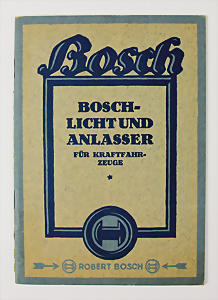 Bosch
BOSCH-
LICHT UND
ANLASSER
FÜR KRAFTFAHR-
ZEUGE
ROBERT BOSCH